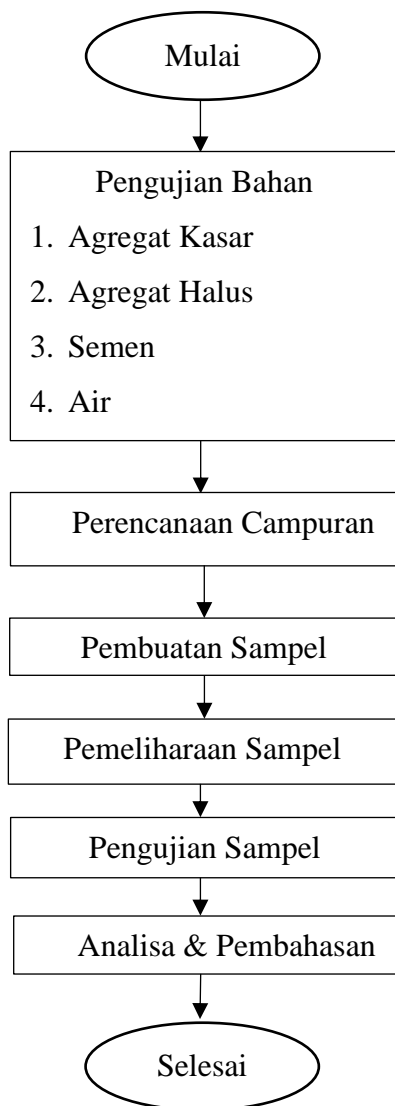 Mulai
Pengujian Bahan
1. Agregat Kasar
2. Agregat Halus
3. Semen
4. Air
Perencanaan Campuran
Pembuatan Sampel
Pemeliharaan Sampel
Pengujian Sampel
Analisa & Pembahasan
Selesai